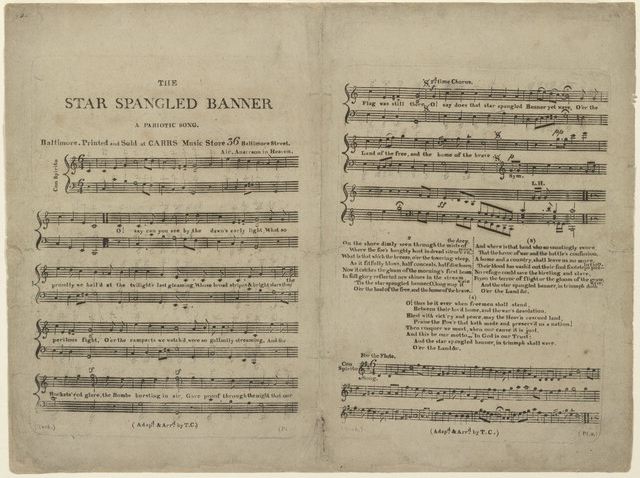 THE
STAR SPANGLED BANNER
A PARIOTIC SONG.
Baltimore. Printed and Sold at CARRS Music Store 36 Baltimore Street.
Air, Anacreon in Heaven.
Con Spirito
O! say can you see by the dawn's early light, What so
proudly we hail'd at the twilight's last gleaming, Whose broad stripes & bright stars through the
perilous fight, O'er the ramparts we watch'd, were so gallantly streaming, And the
Rockets' red glare, the Bombs bursting in air, Gave proof through the night that our
(Adap.d & Arr.d by T.C.)
2.d time Chorus.
Flag was still there, O! say does that star spangled Banner yet wave, O'er the
Land of the free, and the home of the brave.
pp
Sym.
L.H.
ff
2
On the shore dimly seen through the mists of the deep,
Where the foe's haughty host in dread silence
What is that which the breeze, o'er the towering steep,
As it fitfully blows, half conceals, half discloses;
Now it catches the gleam of the morning's first beam,
In full glory reflected now shines in the stream,
'Tis the star spangled banner, O! long may it
O'er the land of the free, and the home of the brave.
(3)
And where is that band who so vauntingly swore
That the havoc of war and the battle's confusion,
A home and a country, shall leave us no more,
Their blood has wash'd out their foul footsteps
No refuge could save the hireling and slave,
From the terror of flight or the gloom of the grave,
And the star spangled banner, in triumph doth
O'er the Land &c.
(4)
O! thus be it ever when freemen shall stand,
Between their lov'd home, and the war's desolation,
Blest with vict'ry and peace, may the Heav'n rescued land,
Praise the Pow'r that hath made and preserv'd us a nation!
Then conquer we must, when our cause it is just,
And this be our motto—In God is our Trust;
And the star spangled banner, in triumph shall wave,
O'er the Land &c.
For the Flute.
Con Spirito
Song.
(Adap.d & Arr.d by T.C.)